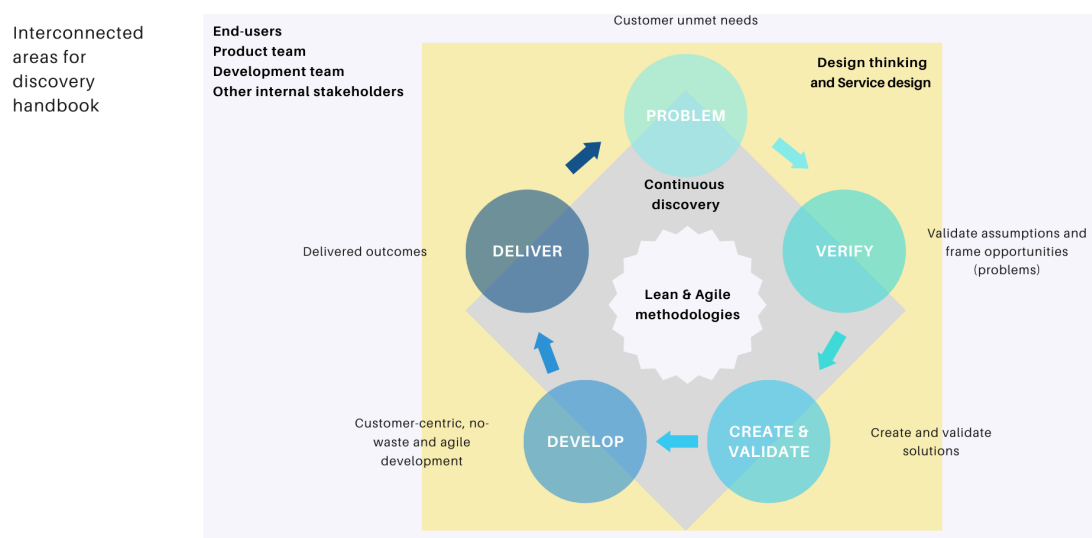 Interconnected
areas for
discovery
handbook
End-users
Product team
Development team
Other internal stakeholders
Customer unmet needs
Design thinking
and Service design
PROBLEM
Continuous
discovery
DELIVER
VERIFY
Delivered outcomes
Validate assumptions and
frame opportunities
(problems)
Lean & Agile
methodologies
Customer-centric, no-
waste and agile
development
DEVELOP
CREATE &
VALIDATE
Create and validate
solutions